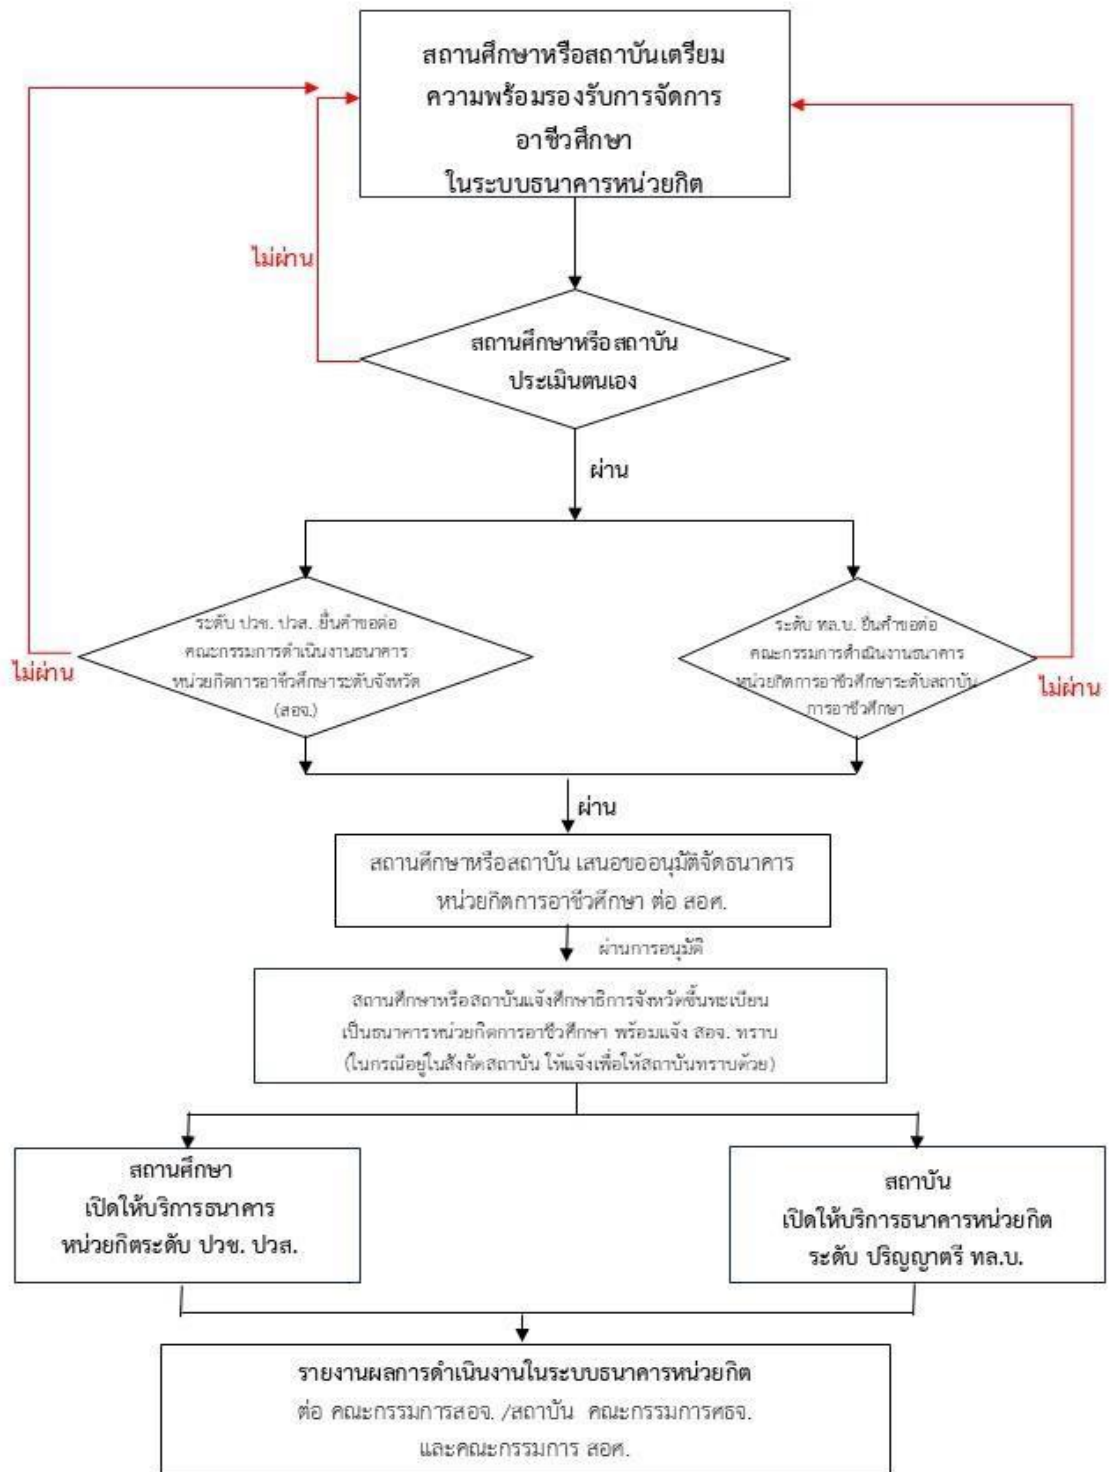 สถานศึกษาหรือสถาบันเตรียม
ความพร้อมรองรับการจัดการ
อาชีวศึกษา
ในระบบธนาคารหน่วยกิต
ไม่ผ่าน
สถานศึกษาหรือสถาบัน
ประเมินตนเอง
ผ่าน
ระดับ ปวช. ปวส. ยื่นคำขอต่อ
คณะกรรมการดำเนินงานธนาคาร
หน่วยกิตการอาชีวศึกษาระดับจังหวัด
(สอจ.)
ไม่ผ่าน
ระดับ ทล.บ. ยื่นคำขอต่อ
คณะกรรมการดำเนินงานธนาคาร
หน่วยกิตการอาชีวศึกษาระดับสถาบัน
การอาชีวศึกษา
ไม่ผ่าน
ผ่าน
สถานศึกษาหรือสถาบัน เสนอขออนุมัติจัดธนาคาร
หน่วยกิตการอาชีวศึกษา ต่อ สอศ.
ผ่านการอนุมัติ
สถานศึกษาหรือสถาบันแจ้งศึกษาธิการจังหวัดขึ้นทะเบียน
เป็นธนาคารหน่วยกิตการอาชีวศึกษา พร้อมแจ้ง สอจ. ทราบ
(ในกรณีอยู่ในสังกัดสถาบัน ให้แจ้งเพื่อให้สถาบันทราบด้วย)
สถานศึกษา
เปิดให้บริการธนาคาร
หน่วยกิตระดับ ปวช. ปวส.
สถาบัน
เปิดให้บริการธนาคารหน่วยกิต
ระดับ ปริญญาตรี ทล.บ.
รายงานผลการดำเนินงานในระบบธนาคารหน่วยกิต
ต่อ คณะกรรมการสอจ. /สถาบัน คณะกรรมการศธจ.
และคณะกรรมการ สอศ.